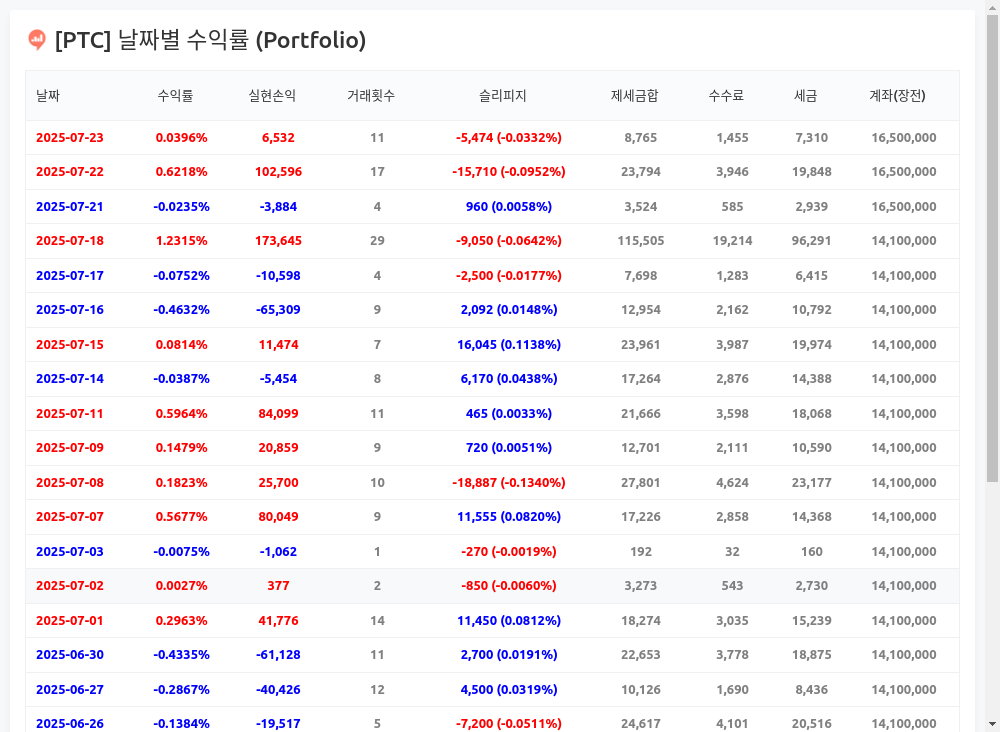 [PTC] 날짜별 수익률 (Portfolio)
날짜 수익률 실현손익 거래횟수 슬리피지 제세금합 수수료 세금 계좌(장전)
2025-07-23 0.0396% 6,532 11 -5,474 (-0.0332%) 8,765 1,455 7,310 16,500,000
2025-07-22 0.6218% 102,596 17 -15,710 (-0.0952%) 23,794 3,946 19,848 16,500,000
2025-07-21 -0.0235% -3,884 4 960 (0.0058%) 3,524 585 2,939 16,500,000
2025-07-18 1.2315% 173,645 29 -9,050 (-0.0642%) 115,505 19,214 96,291 14,100,000
2025-07-17 -0.0752% -10,598 4 -2,500 (-0.0177%) 7,698 1,283 6,415 14,100,000
2025-07-16 -0.4632% -65,309 9 2,092 (0.0148%) 12,954 2,162 10,792 14,100,000
2025-07-15 0.0814% 11,474 7 16,045 (0.1138%) 23,961 3,987 19,974 14,100,000
2025-07-14 -0.0387% -5,454 8 6,170 (0.0438%) 17,264 2,876 14,388 14,100,000
2025-07-11 0.5964% 84,099 11 465 (0.0033%) 21,666 3,598 18,068 14,100,000
2025-07-09 0.1479% 20,859 9 720 (0.0051%) 12,701 2,111 10,590 14,100,000
2025-07-08 0.1823% 25,700 10 -18,887 (-0.1340%) 27,801 4,624 23,177 14,100,000
2025-07-07 0.5677% 80,049 9 11,555 (0.0820%) 17,226 2,858 14,368 14,100,000
2025-07-03 -0.0075% -1,062 1 -270 (-0.0019%) 192 32 160 14,100,000
2025-07-02 0.0027% 377 2 -850 (-0.0060%) 3,273 543 2,730 14,100,000
2025-07-01 0.2963% 41,776 14 11,450 (0.0812%) 18,274 3,035 15,239 14,100,000
2025-06-30 -0.4335% -61,128 11 2,700 (0.0191%) 22,653 3,778 18,875 14,100,000
2025-06-27 -0.2867% -40,426 12 4,500 (0.0319%) 10,126 1,690 8,436 14,100,000
2025-06-26 -0.1384% -19,517 5 -7,200 (-0.0511%) 24,617 4,101 20,516 14,100,000